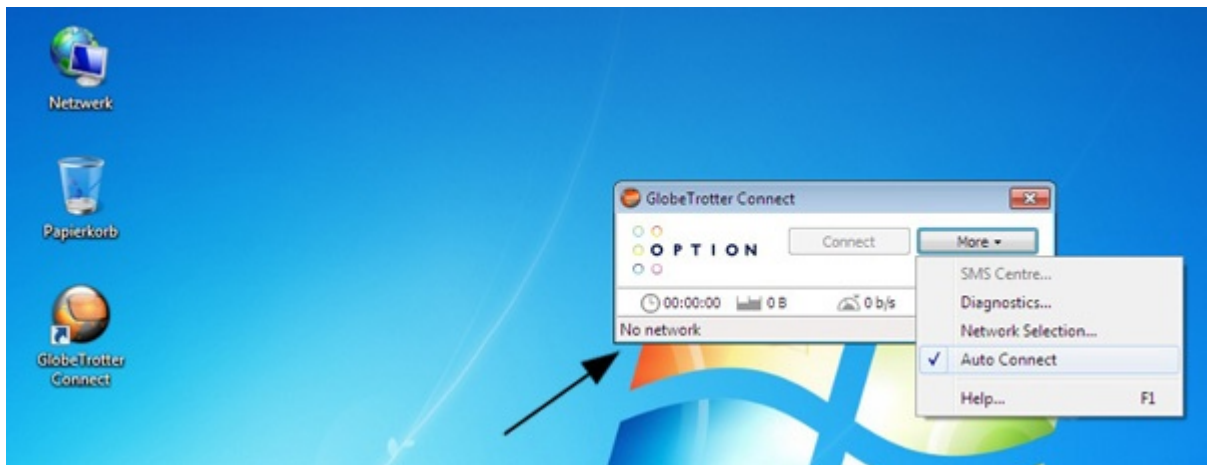 Netzwerk
Papierkorb
GlobeTrotter
Connect
GlobeTrotter Connect
OPTION
Connect
More
00:00:00 0 B 0 b/s
No network
SMS Centre...
Diagnostics...
Network Selection...
Auto Connect
Help... F1